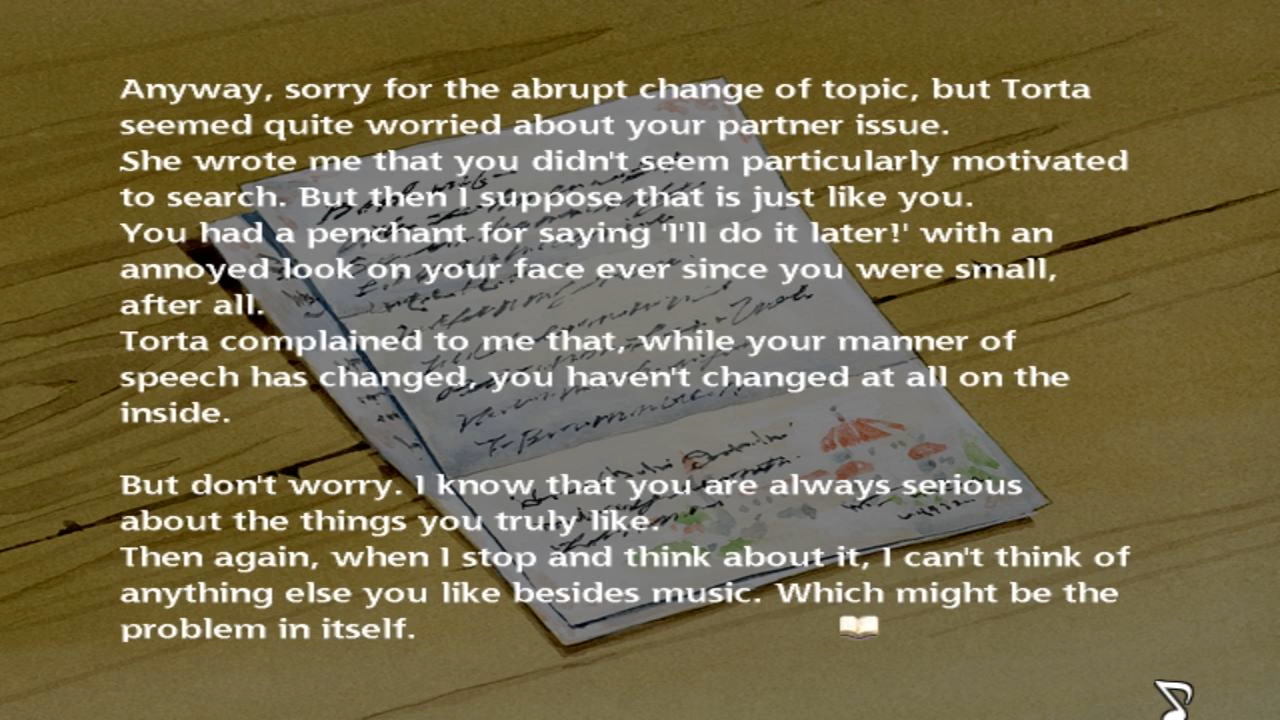 Anyway, sorry for the abrupt change of topic, but Torta
seemed quite worried about your partner issue.
She wrote me that you didn't seem particularly motivated
to search. But then I suppose that is just like you.
You had a penchant for saying 'I'll do it later!' with an
annoyed look on your face ever since you were small,
after all.
Torta complained to me that, while your manner of
speech has changed, you haven't changed at all on the
inside.
But don't worry. I know that you are always serious
about the things you truly like.
Then again, when I stop and think about it, I can't think of
anything else you like besides music. Which might be the
problem in itself.